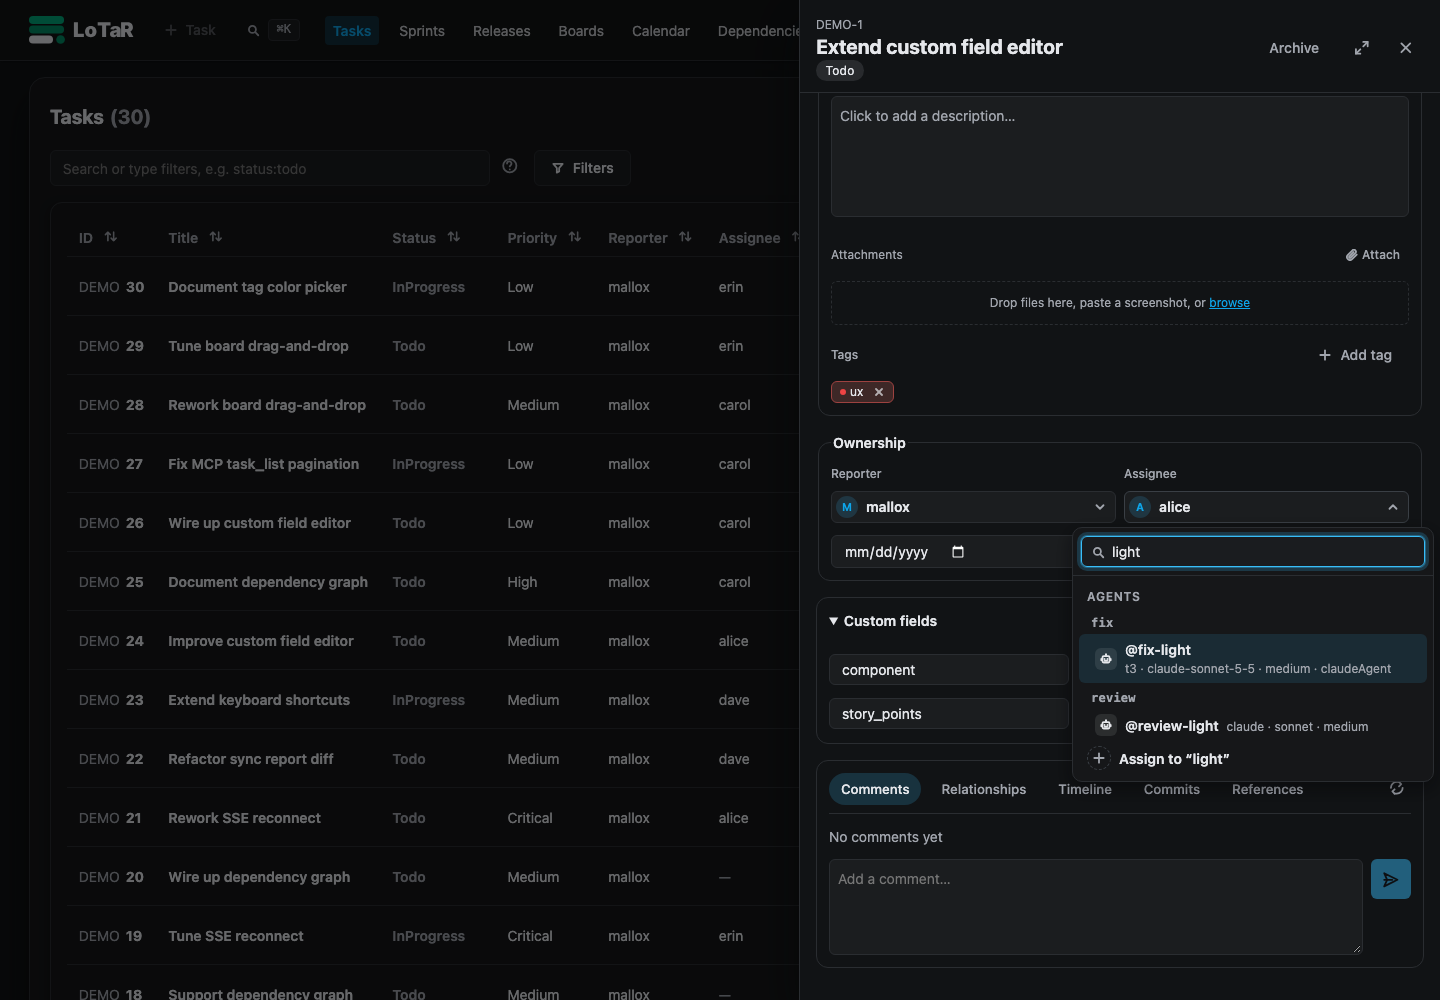 LoTaR
+ Task
⌘K
Tasks
Sprints
Releases
Boards
Calendar
Dependencie
Tasks (30)
Search or type filters, e.g. status:todo
Filters
ID
Title
Status
Priority
Reporter
Assignee
DEMO 30 Document tag color picker InProgress Low mallox erin
DEMO 29 Tune board drag-and-drop Todo Low mallox erin
DEMO 28 Rework board drag-and-drop Todo Medium mallox carol
DEMO 27 Fix MCP task_list pagination InProgress Low mallox carol
DEMO 26 Wire up custom field editor Todo Low mallox carol
DEMO 25 Document dependency graph Todo High mallox carol
DEMO 24 Improve custom field editor Todo Medium mallox alice
DEMO 23 Extend keyboard shortcuts InProgress Medium mallox dave
DEMO 22 Refactor sync report diff Todo Medium mallox dave
DEMO 21 Rework SSE reconnect Todo Critical mallox alice
DEMO 20 Wire up dependency graph Todo Medium mallox —
DEMO 19 Tune SSE reconnect InProgress Critical mallox erin
DEMO 18 Support dependency graph Todo Medium mallox —
DEMO-1
Extend custom field editor
Todo
Archive
Click to add a description...
Attachments
Attach
Drop files here, paste a screenshot, or browse
Tags
+ Add tag
ux
Ownership
Reporter
Assignee
M mallox
A alice
mm/dd/yyyy
light
AGENTS
fix
@fix-light
t3 · claude-sonnet-5-5 · medium · claudeAgent
review
@review-light claude · sonnet · medium
+ Assign to “light”
Custom fields
component
story_points
Comments
Relationships
Timeline
Commits
References
No comments yet
Add a comment...